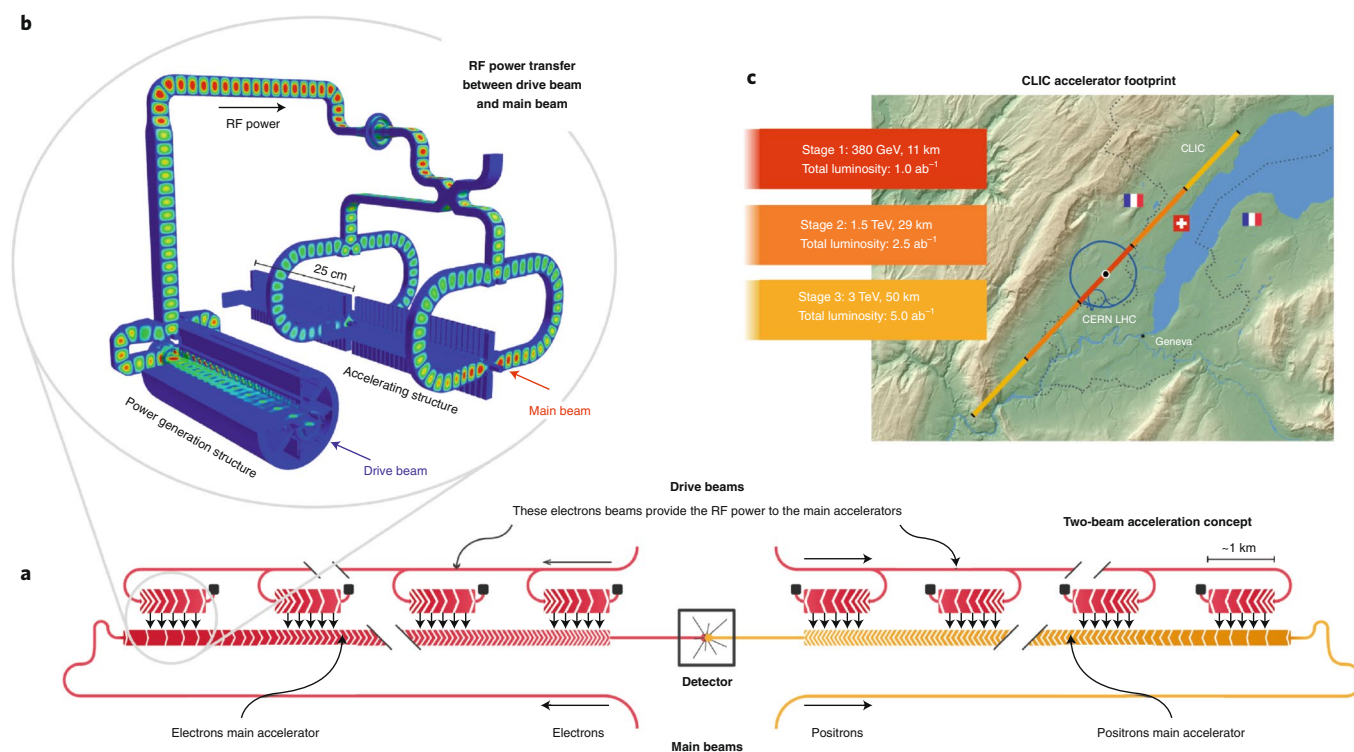 b
RF power transfer
between drive beam
and main beam
RF power
25 cm
Accelerating structure
Main beam
Power generation structure
Drive beam
c
CLIC accelerator footprint
Stage 1: 380 GeV, 11 km
Total luminosity: 1.0 ab⁻¹
Stage 2: 1.5 TeV, 29 km
Total luminosity: 2.5 ab⁻¹
Stage 3: 3 TeV, 50 km
Total luminosity: 5.0 ab⁻¹
CLIC
CERN LHC
Geneva
a
Drive beams
These electrons beams provide the RF power to the main accelerators
Two-beam acceleration concept
~1 km
Detector
Electrons main accelerator
Electrons
Main beams
Positrons
Positrons main accelerator